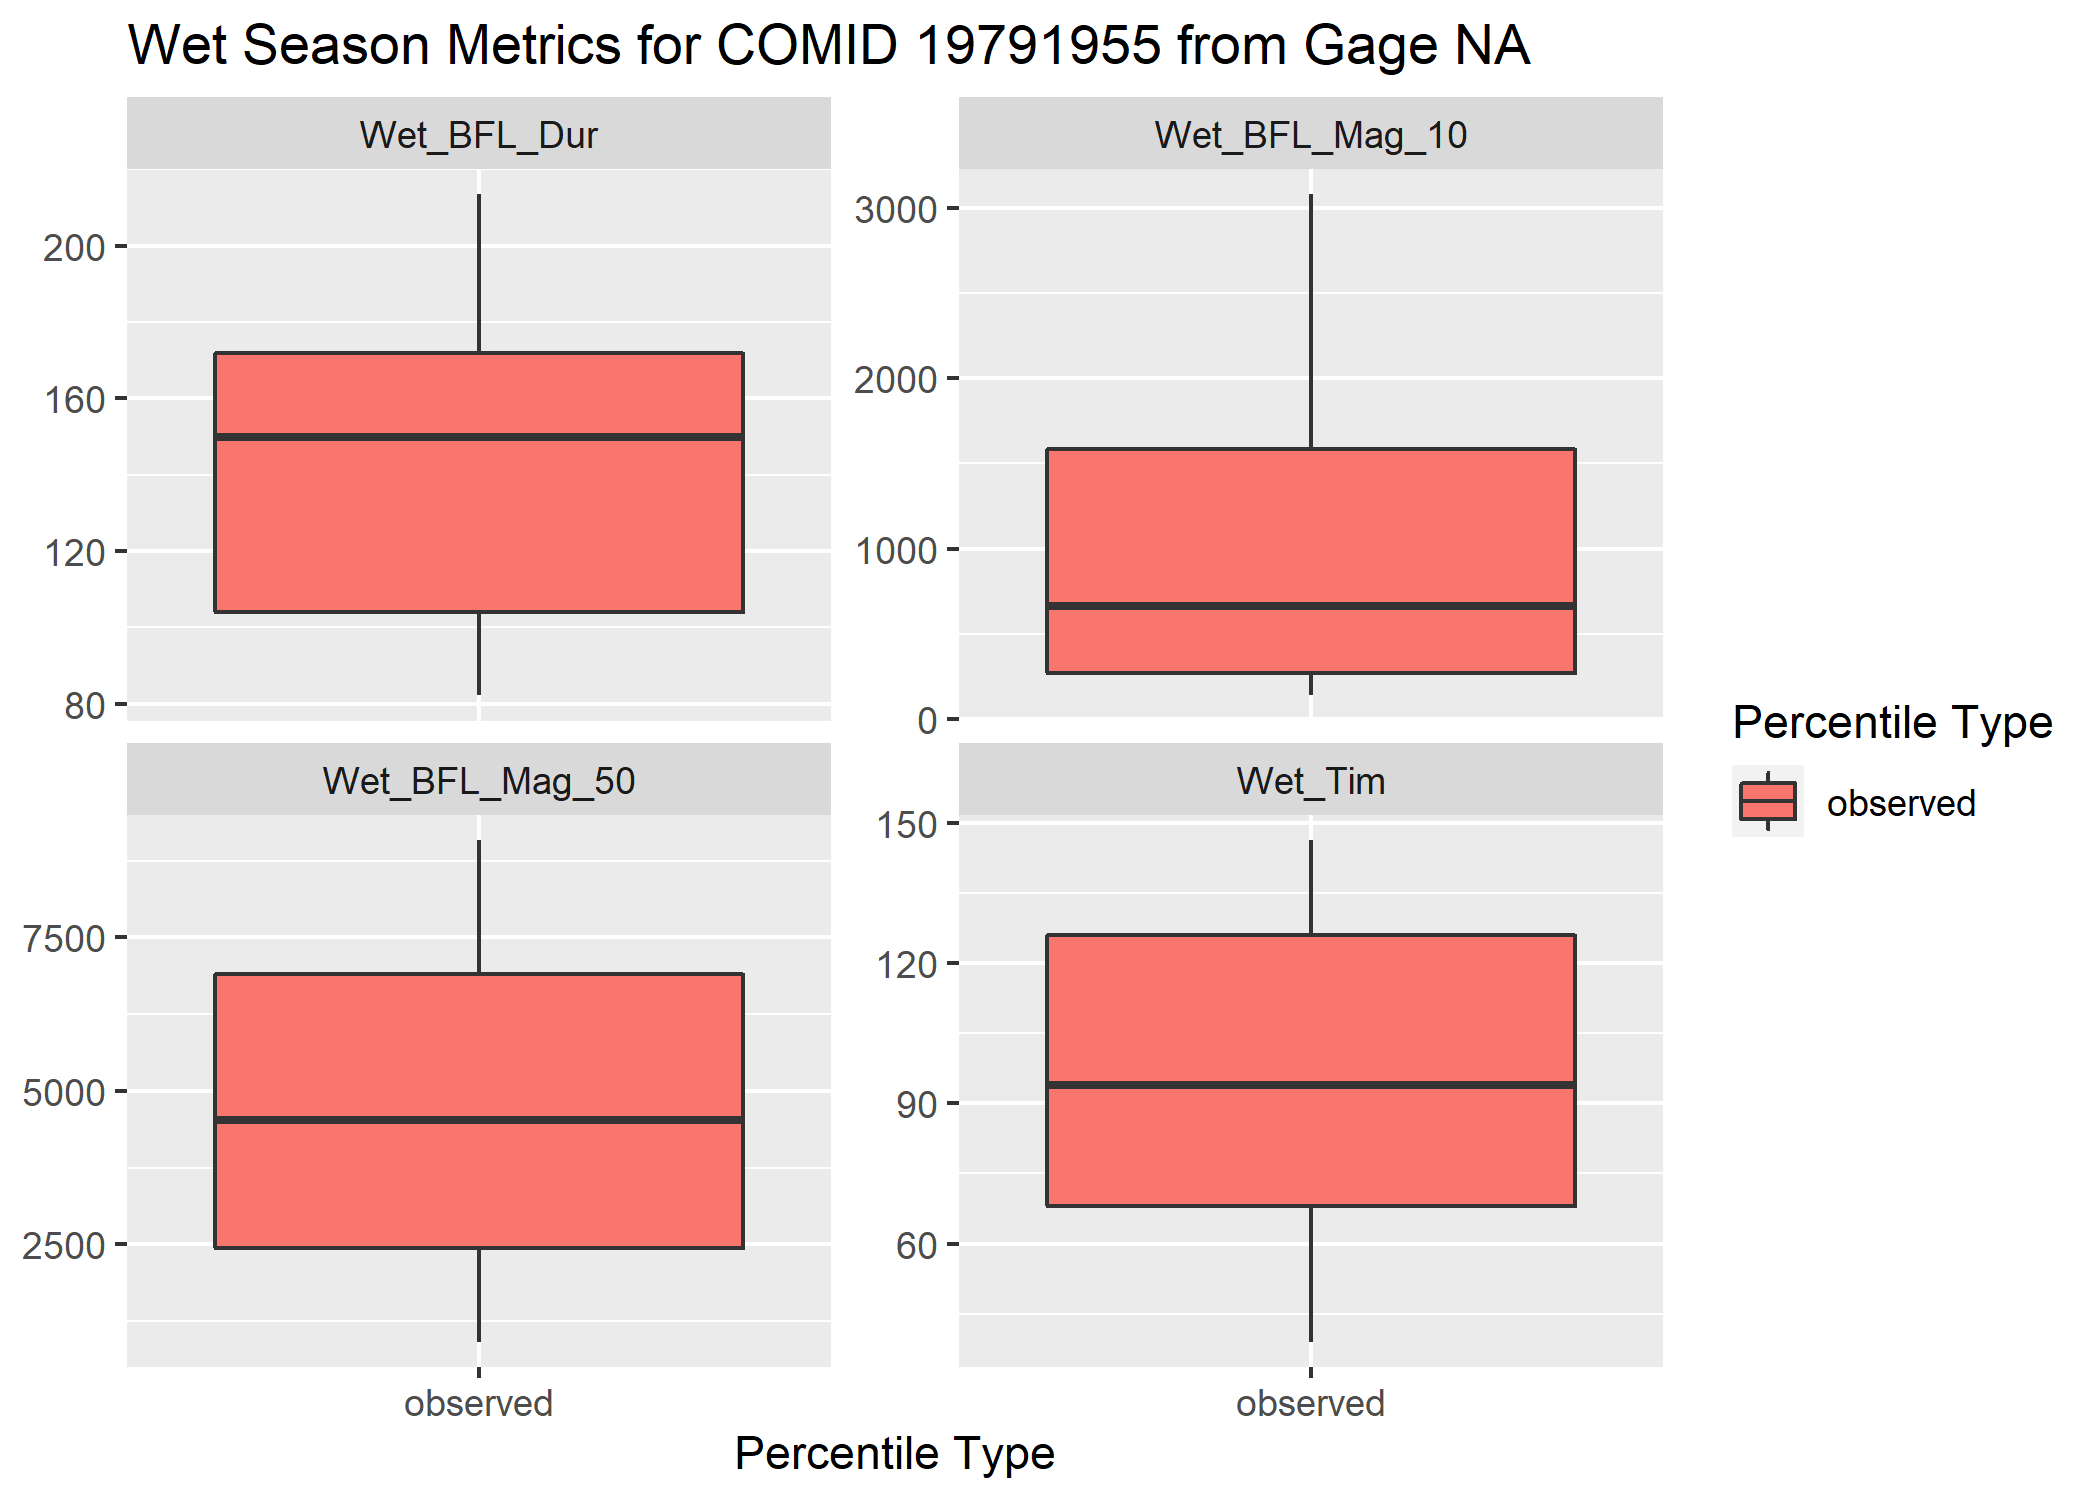 Wet Season Metrics for COMID 19791955 from Gage NA
Wet_BFL_Dur
200
160
120
80
Wet_BFL_Mag_10
3000
2000
1000
0
Wet_BFL_Mag_50
7500
5000
2500
observed
Wet_Tim
150
120
90
60
observed
Percentile Type
Percentile Type
observed